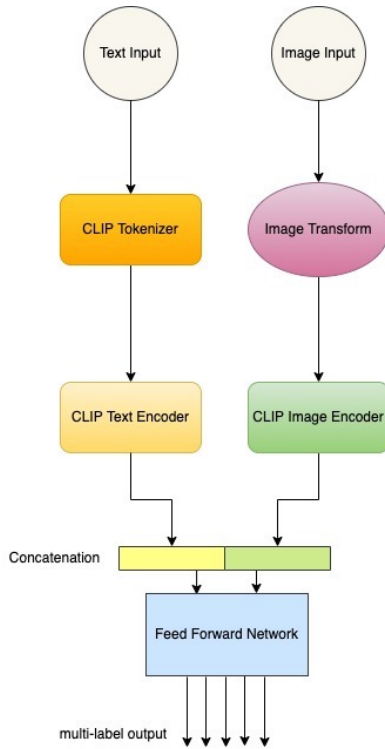 Text Input
Image Input
CLIP Tokenizer
Image Transform
CLIP Text Encoder
CLIP Image Encoder
Concatenation
Feed Forward Network
multi-label output